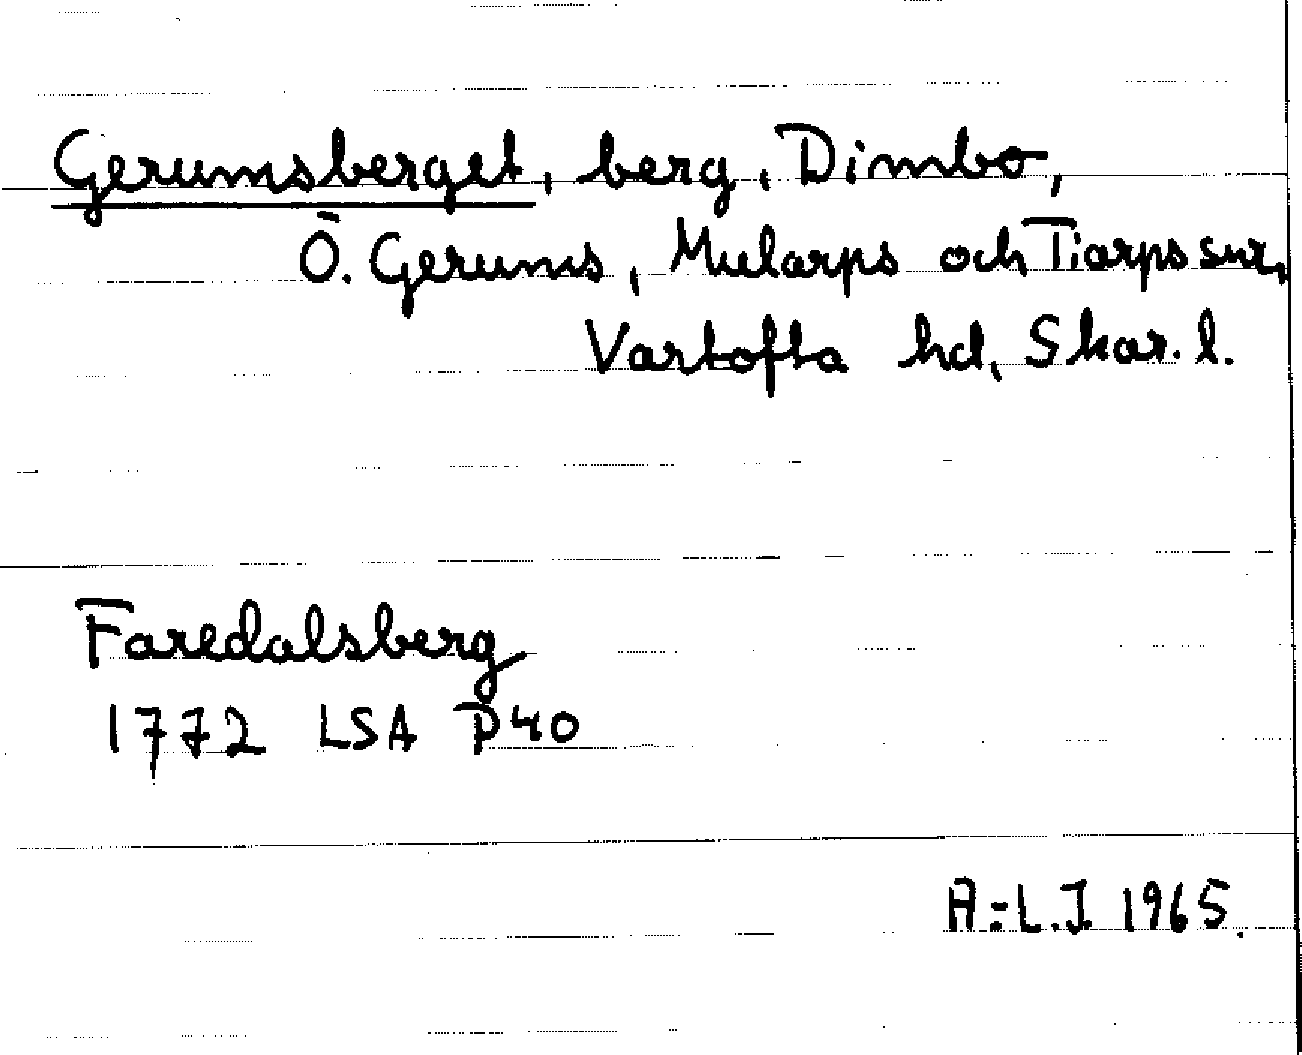 Gerumsberget, berg, Dimbo,
Ö. Gerums, Mularps och Tiarps snr,
Vartofta hd, Skar. l.
Faredalsberg
1772 LSA P40
A-L.J. 1965.